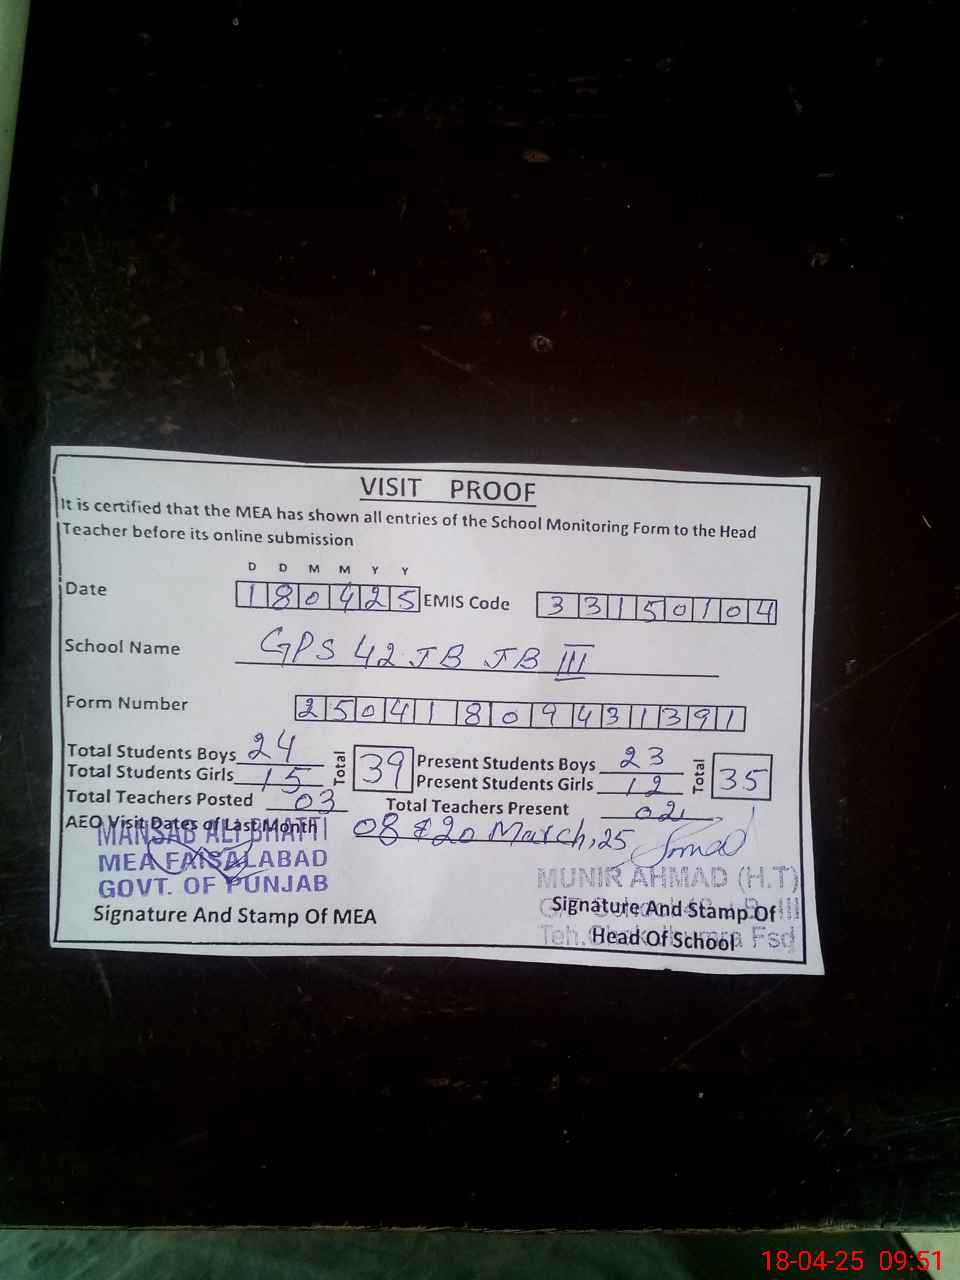 VISIT PROOF
It is certified that the MEA has shown all entries of the School Monitoring Form to the Head
Teacher before its online submission
D D M M Y Y
Date 180425 EMIS Code 33150104
School Name GPS 42 JB JB III
Form Number 25041809431391
Total Students Boys 24 Total 39 Present Students Boys 23 Total 35
Total Students Girls 15 Present Students Girls 12
Total Teachers Posted 03 Total Teachers Present 02
AEO Visit Dates of Last Month 08 & 20 March, 25
MANSAB ALI BHATTI
MEA FAISALABAD
GOVT. OF PUNJAB
Signature And Stamp Of MEA
MUNIR AHMAD (H.T)
Signature And Stamp Of
Teh. Fsd
Head Of School
18-04-25 09:51